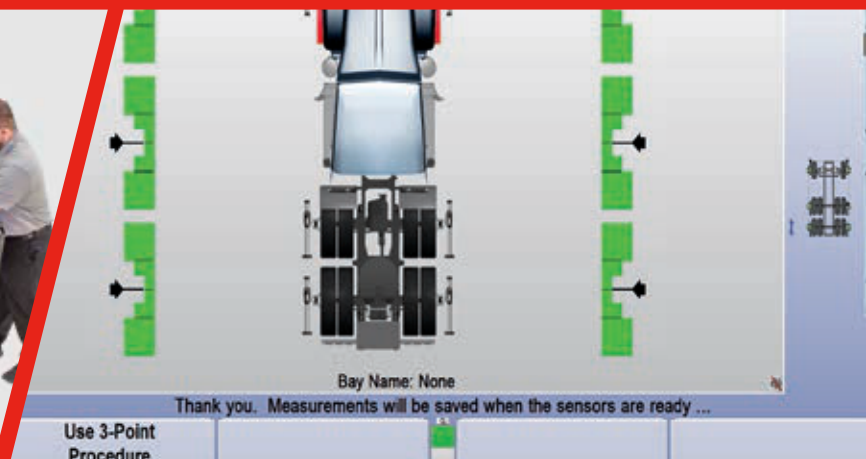 Bay Name: None
Thank you.  Measurements will be saved when the sensors are ready ...
Use 3-Point
Procedure